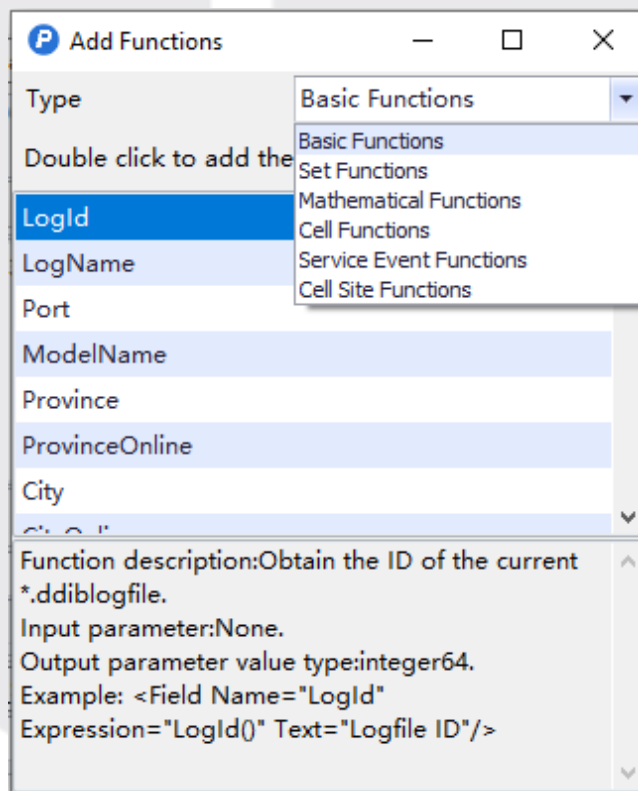 P Add Functions
Type
Basic Functions
Basic Functions
Set Functions
Mathematical Functions
Cell Functions
Service Event Functions
Cell Site Functions
Double click to add the
LogId
LogName
Port
ModelName
Province
ProvinceOnline
City
Function description:Obtain the ID of the current
*.ddiblogfile.
Input parameter:None.
Output parameter value type:integer64.
Example: <Field Name="LogId"
Expression="LogId()" Text="Logfile ID"/>